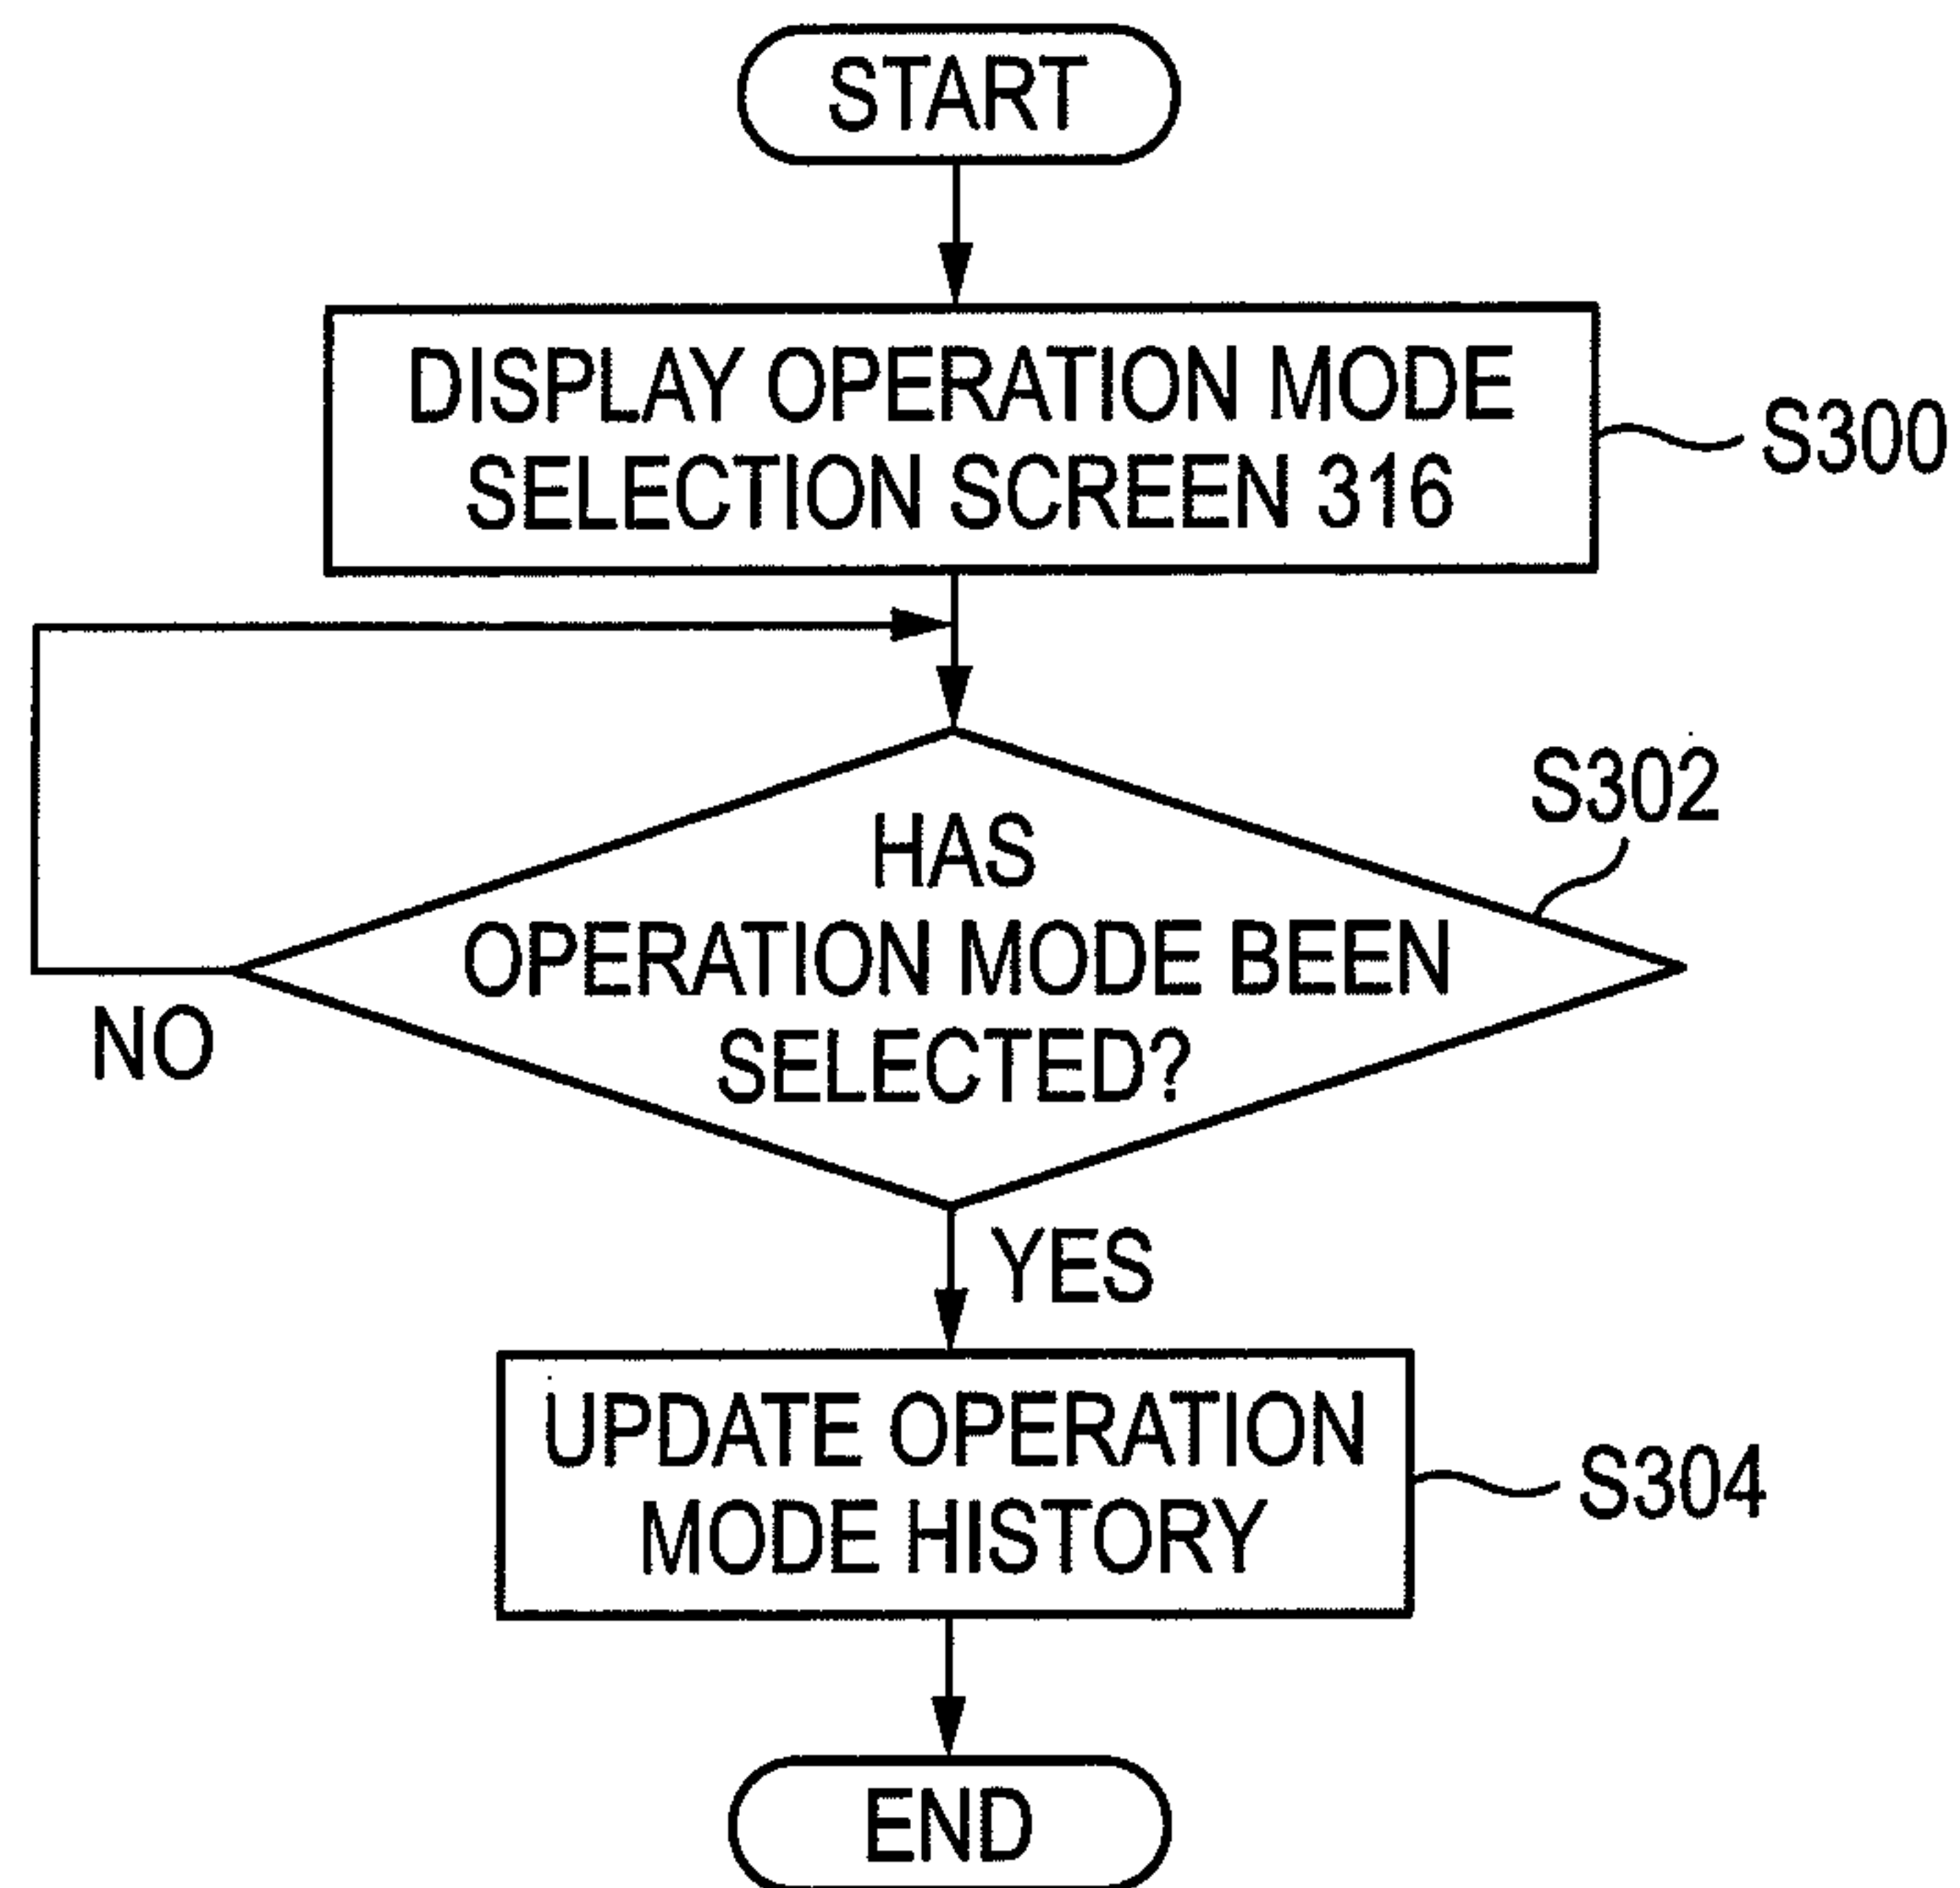 START
DISPLAY OPERATION MODE
SELECTION SCREEN 316
S300
S302
HAS
OPERATION MODE BEEN
SELECTED?
NO
YES
UPDATE OPERATION
MODE HISTORY
S304
END